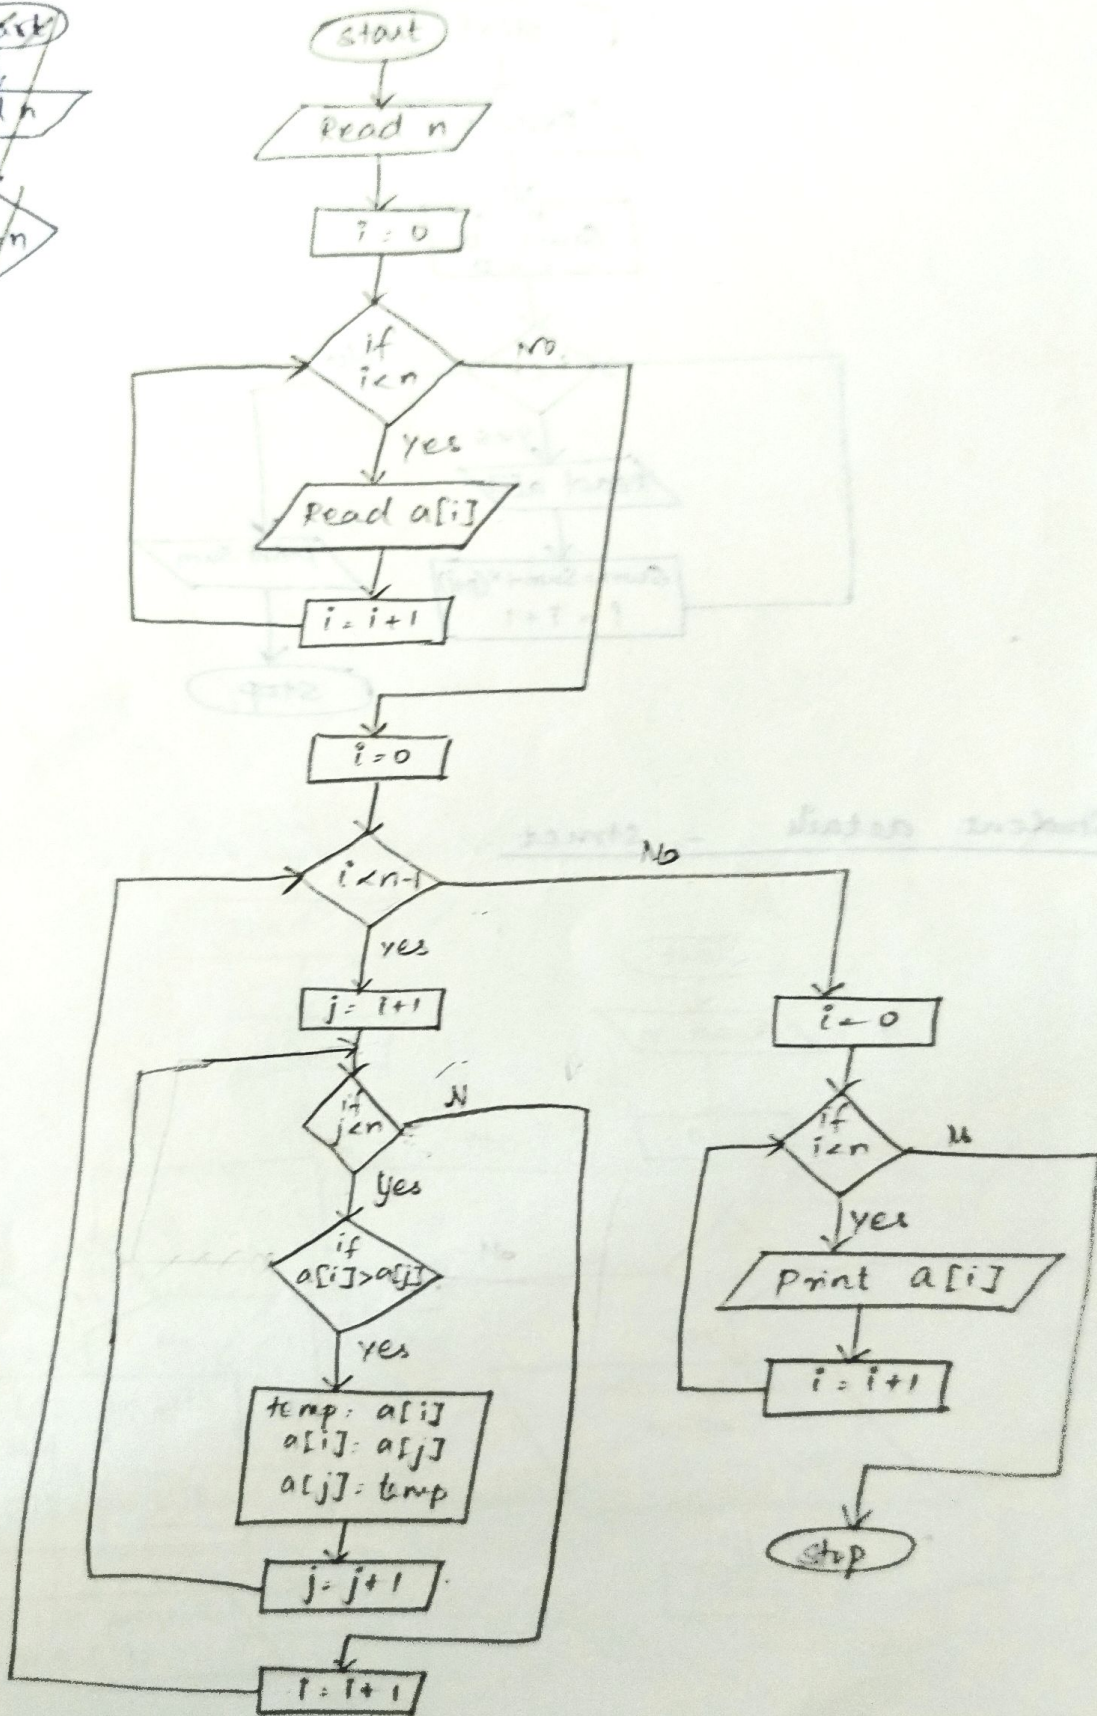 start
Read n
i = 0
if
i < n
No
yes
Read a[i]
i = i+1
i = 0
i < n-1
No
yes
j = i+1
if
j < n
N
yes
if
a[i] > a[j]
yes
temp = a[i]
a[i] = a[j]
a[j] = temp
j = j+1
i = i+1
i = 0
if
i < n
yes
Print a[i]
i = i+1
stop
n
n